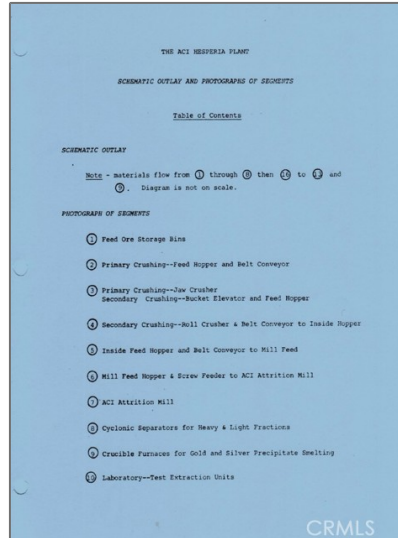 THE ACI HESPERIA PLANT
SCHEMATIC OUTLAY AND PHOTOGRAPHS OF SEGMENTS
Table of Contents
SCHEMATIC OUTLAY
Note - materials flow from 1 through 8 then 10 to and
9. Diagram is not on scale.
PHOTOGRAPH OF SEGMENTS
1 Feed Ore Storage Bins
2 Primary Crushing--Feed Hopper and Belt Conveyor
3 Primary Crushing--Jaw Crusher
Secondary Crushing--Bucket Elevator and Feed Hopper
4 Secondary Crushing--Roll Crusher & Belt Conveyor to Inside Hopper
5 Inside Feed Hopper and Belt Conveyor to Mill Feed
6 Mill Feed Hopper & Screw Feeder to ACI Attrition Mill
7 ACI Attrition Mill
8 Cyclonic Separators for Heavy & Light Fractions
9 Crucible Furnaces for Gold and Silver Precipitate Smelting
10 Laboratory--Test Extraction Units
CRMLS